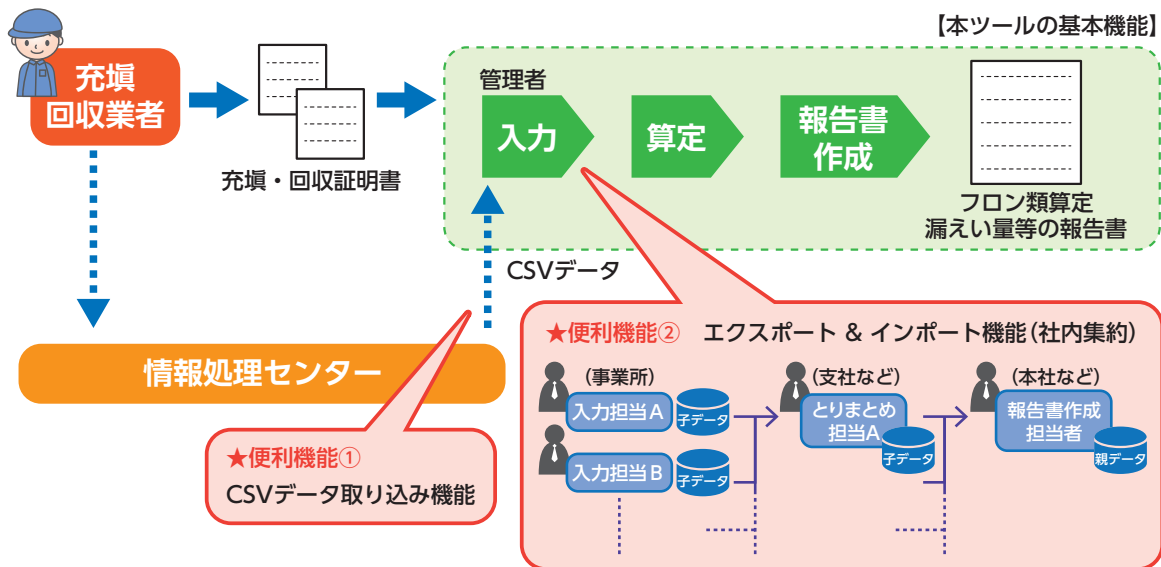 【本ツールの基本機能】
充塡
回収業者
充塡・回収証明書
管理者
入力
算定
報告書
作成
フロン類算定
漏えい量等の報告書
CSVデータ
情報処理センター
★便利機能①
CSVデータ取り込み機能
★便利機能② エクスポート & インポート機能(社内集約)
(事業所)
入力担当A
子データ
入力担当B
子データ
(支社など)
とりまとめ
担当A
子データ
(本社など)
報告書作成
担当者
親データ